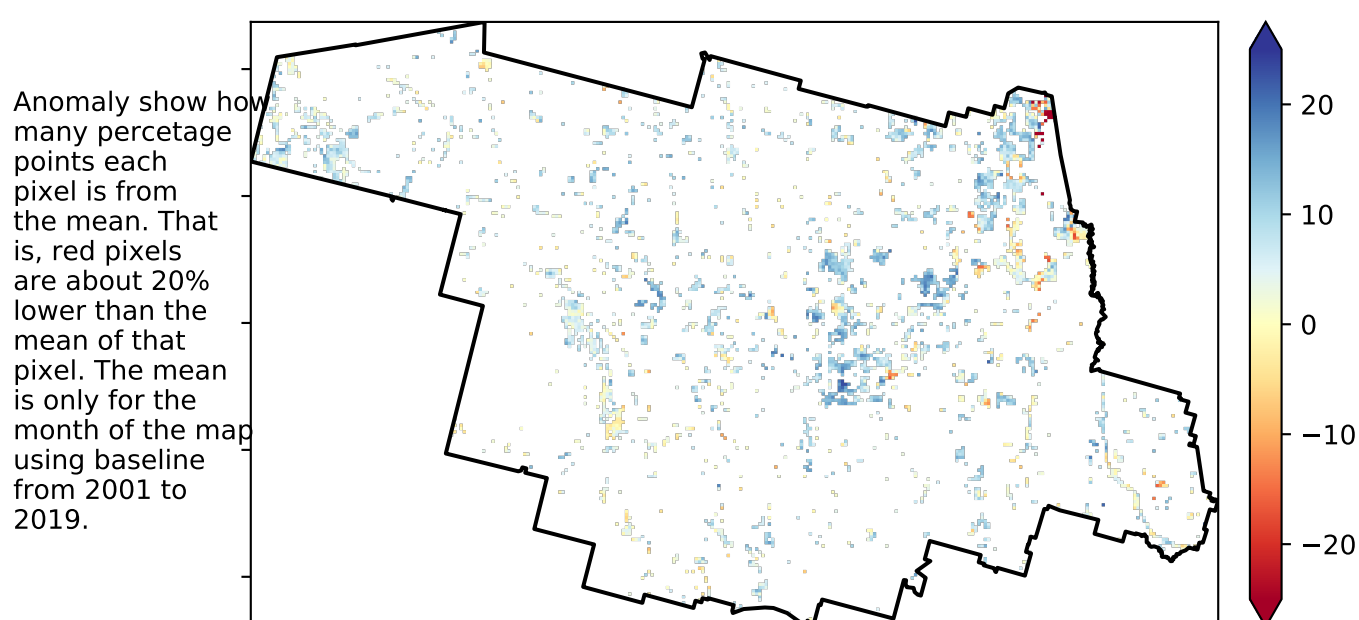 Anomaly show how
many percetage
points each
pixel is from
the mean. That
is, red pixels
are about 20%
lower than the
mean of that
pixel. The mean
is only for the
month of the map
using baseline
from 2001 to
2019.
20
10
0
−10
−20